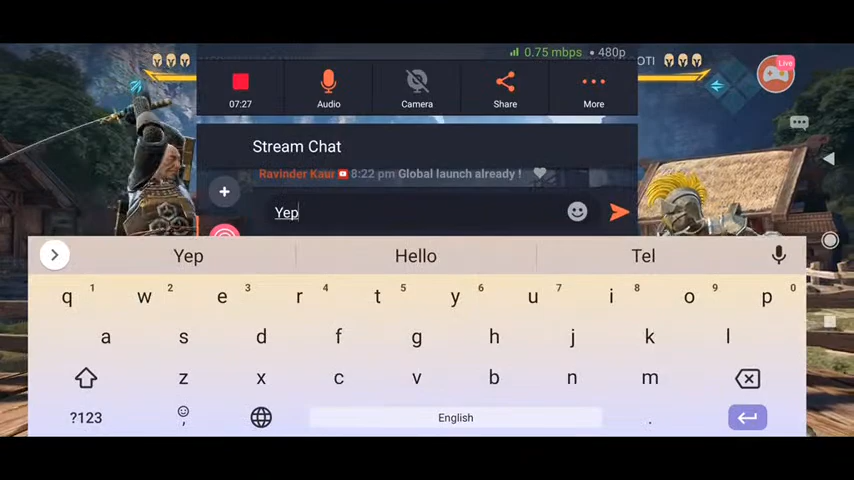 0.75 mbps • 480p
OTI
Live
07:27
Audio
Camera
Share
More
Stream Chat
Ravinder Kaur 8:22 pm Global launch already !
Yep
Yep Hello Tel
q 1 w 2 e 3 r 4 t 5 y 6 u 7 i 8 o 9 p 0
a s d f g h j k l
z x c v b n m
?123 , English .